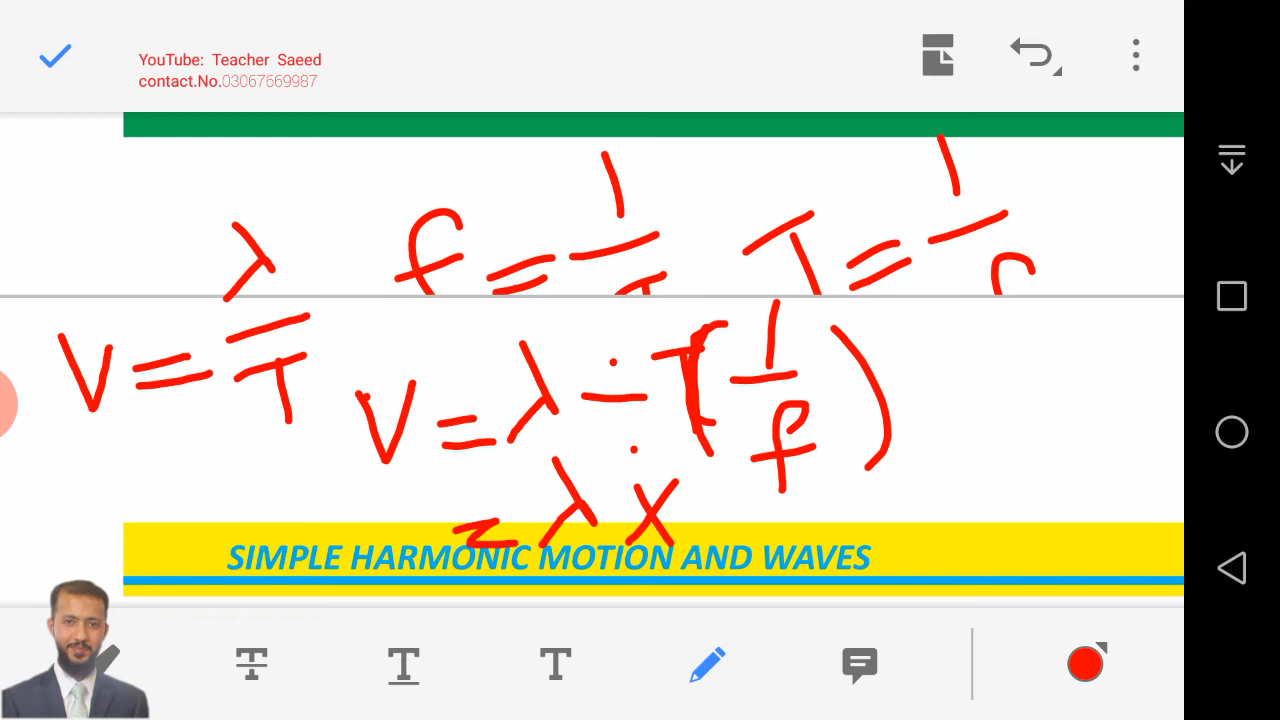 YouTube: Teacher Saeed
contact.No.03067669987
f = 1/T T = 1/f
V = λ/T
V = λ ÷ (1/f)
= λ x
SIMPLE HARMONIC MOTION AND WAVES
T T T